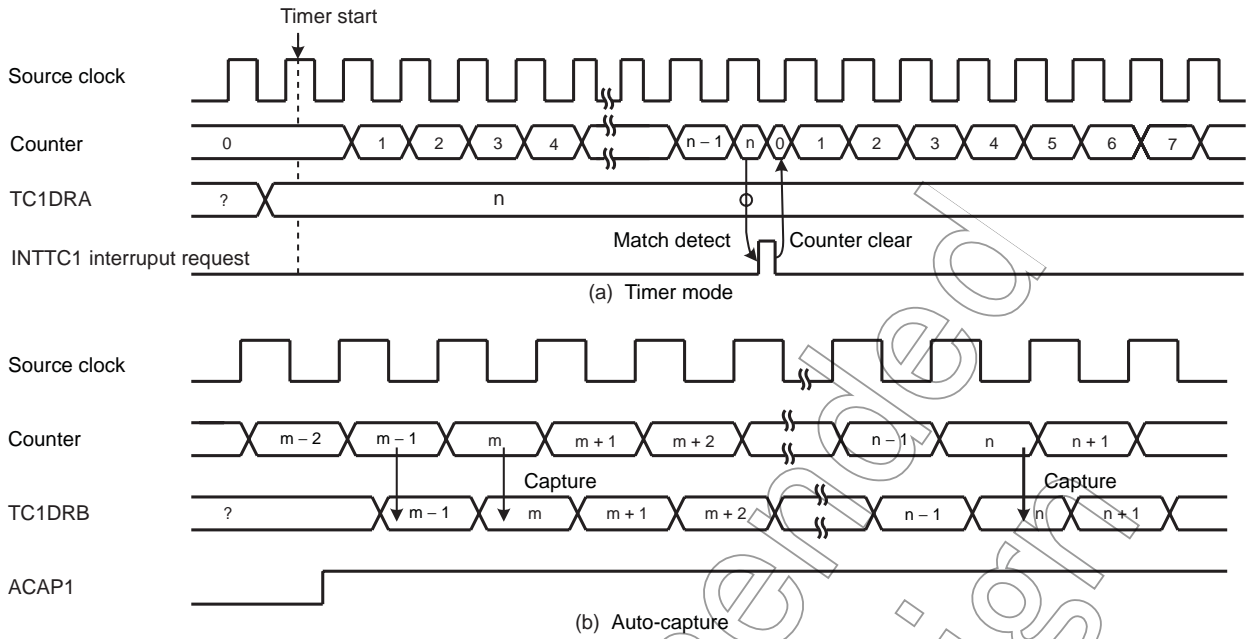 Timer start
Source clock
Counter 0 1 2 3 4 n – 1 n 0 1 2 3 4 5 6 7
TC1DRA ? n
Match detect Counter clear
INTTC1 interruput request
(a) Timer mode
Source clock
Counter m – 2 m – 1 m m + 1 m + 2 n – 1 n n + 1
Capture Capture
TC1DRB ? m – 1 m m + 1 m + 2 n – 1 n n + 1
ACAP1
(b) Auto-capture